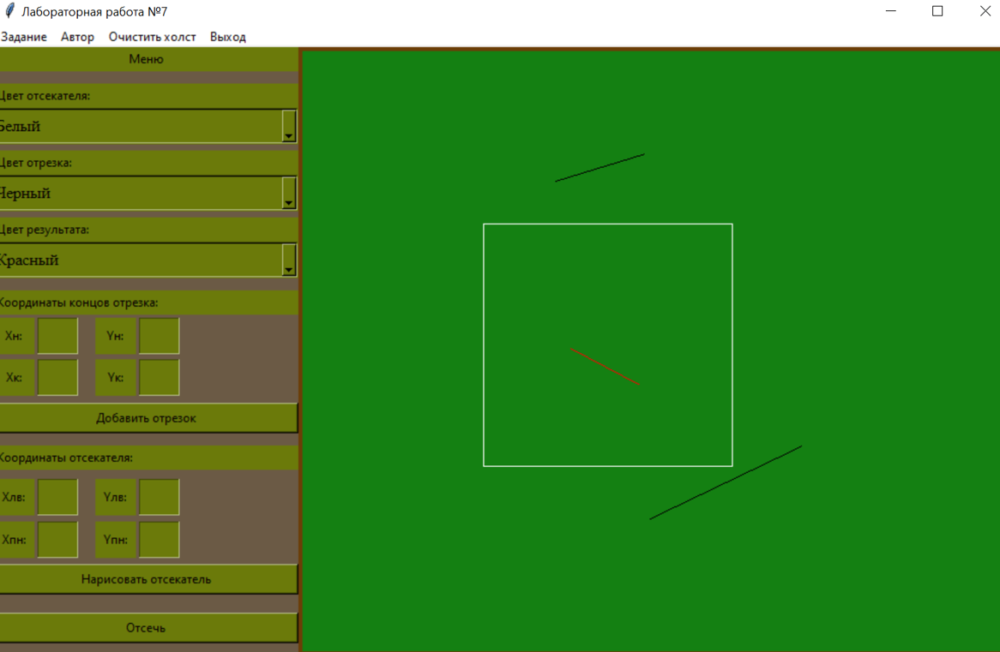 Лабораторная работа №7
Задание Автор Очистить холст Выход
Меню
Цвет отсекателя:
Белый
Цвет отрезка:
Черный
Цвет результата:
Красный
Координаты концов отрезка:
Xн: Yн:
Xк: Yк:
Добавить отрезок
Координаты отсекателя:
Xлв: Yлв:
Xпн: Yпн:
Нарисовать отсекатель
Отсечь